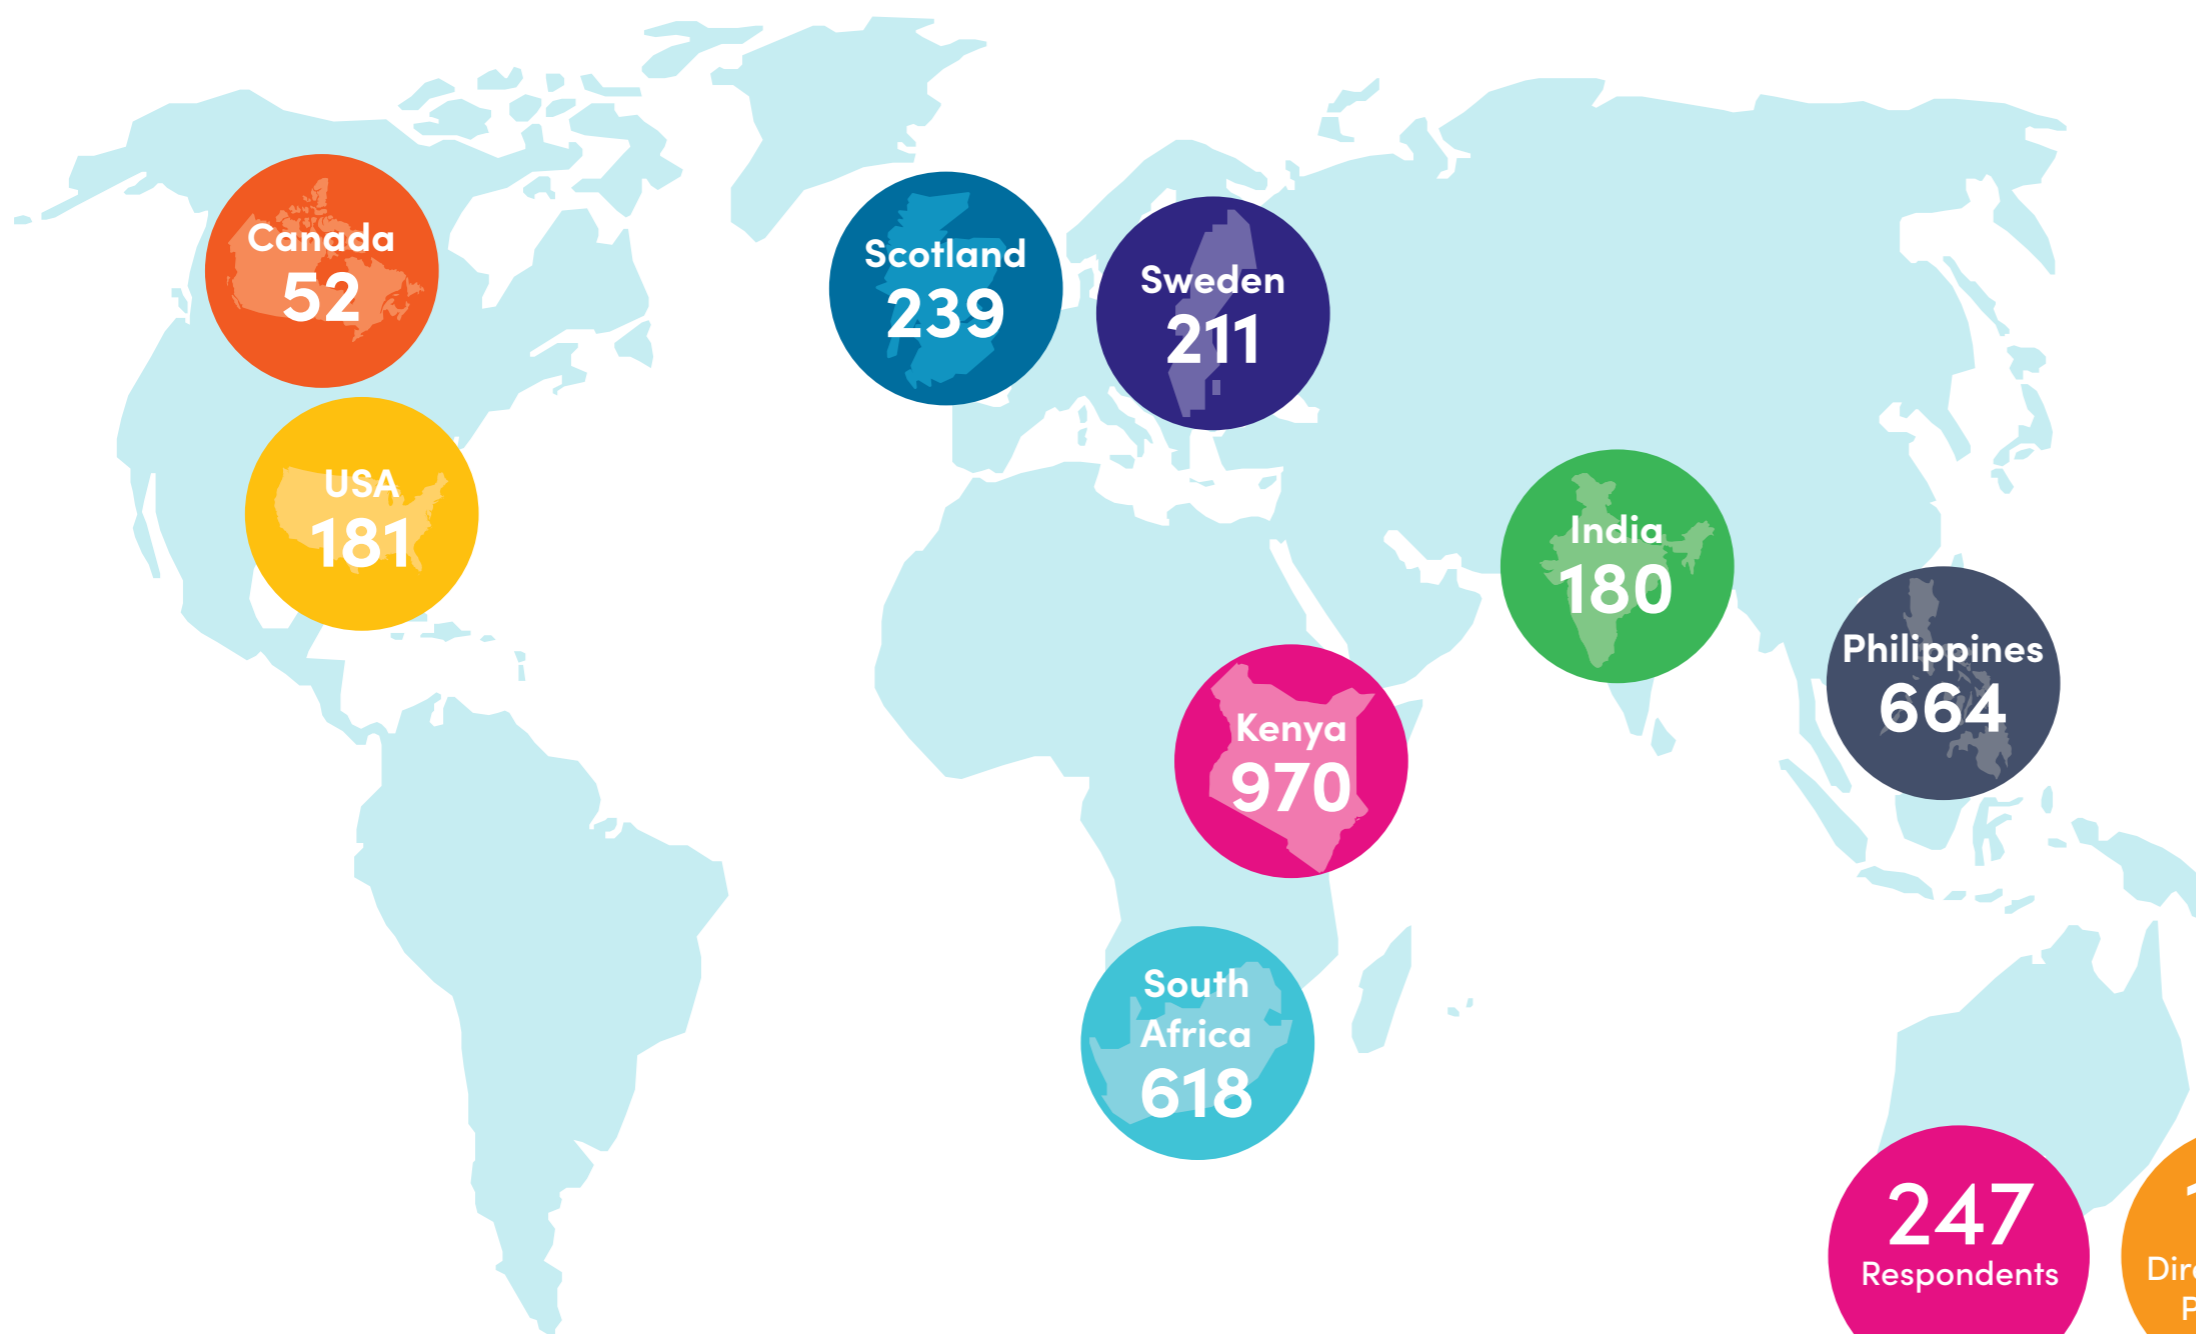 Canada
52
Scotland
239
Sweden
211
USA
181
India
180
Philippines
664
Kenya
970
South
Africa
618
247
Respondents